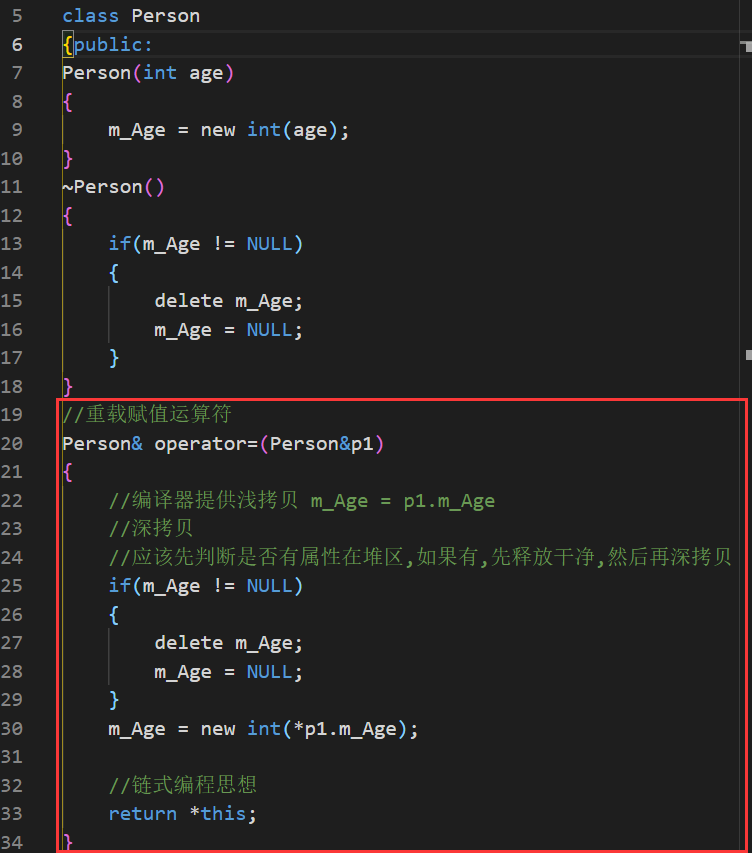 5 class Person
6 {public:
7 Person(int age)
8 {
9 m_Age = new int(age);
10 }
11 ~Person()
12 {
13 if(m_Age != NULL)
14 {
15 delete m_Age;
16 m_Age = NULL;
17 }
18 }
19 //重载赋值运算符
20 Person& operator=(Person&p1)
21 {
22 //编译器提供浅拷贝 m_Age = p1.m_Age
23 //深拷贝
24 //应该先判断是否有属性在堆区,如果有,先释放干净,然后再深拷贝
25 if(m_Age != NULL)
26 {
27 delete m_Age;
28 m_Age = NULL;
29 }
30 m_Age = new int(*p1.m_Age);
31
32 //链式编程思想
33 return *this;
34 }